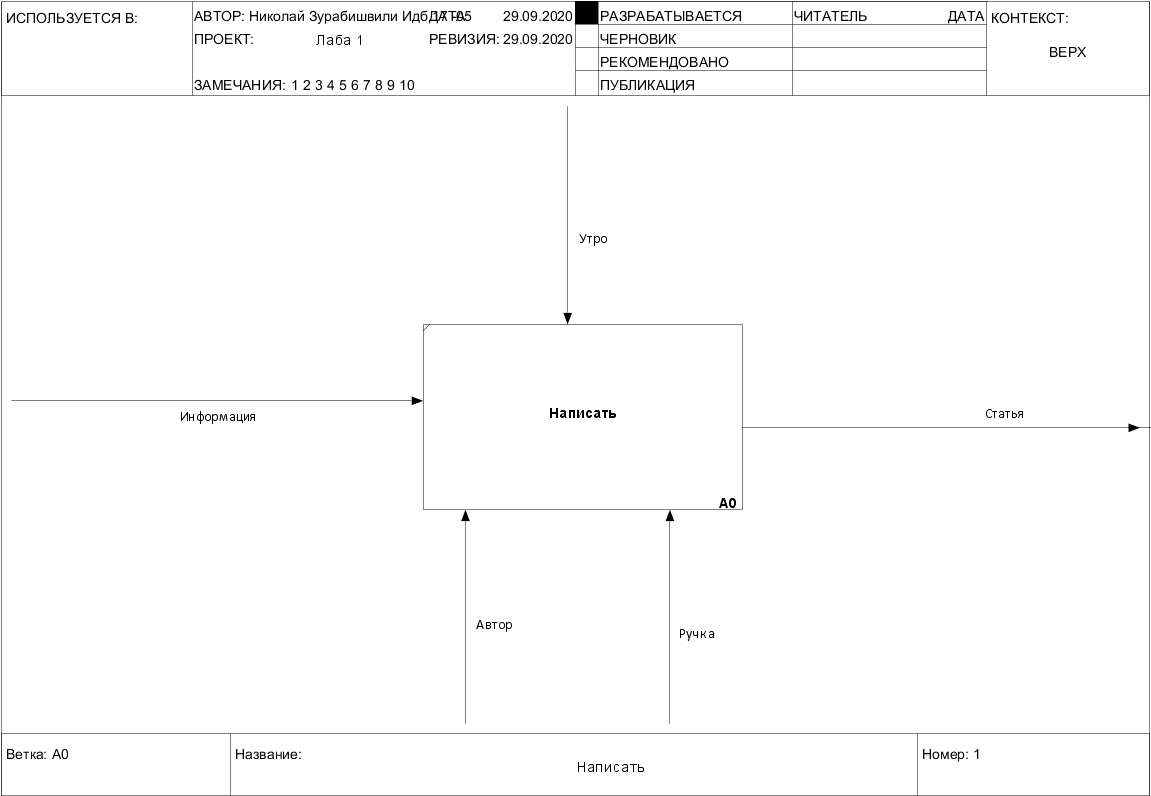 ИСПОЛЬЗУЕТСЯ В:
АВТОР: Николай Зурабишвили Идб 17-05
ДАТА: 29.09.2020
РАЗРАБАТЫВАЕТСЯ
ЧИТАТЕЛЬ ДАТА
КОНТЕКСТ:
ПРОЕКТ: Лаба 1
РЕВИЗИЯ: 29.09.2020
ЧЕРНОВИК
ВЕРХ
РЕКОМЕНДОВАНО
ЗАМЕЧАНИЯ: 1 2 3 4 5 6 7 8 9 10
ПУБЛИКАЦИЯ
Утро
Информация
Написать
Статья
A0
Автор
Ручка
Ветка: A0
Название:
Написать
Номер: 1